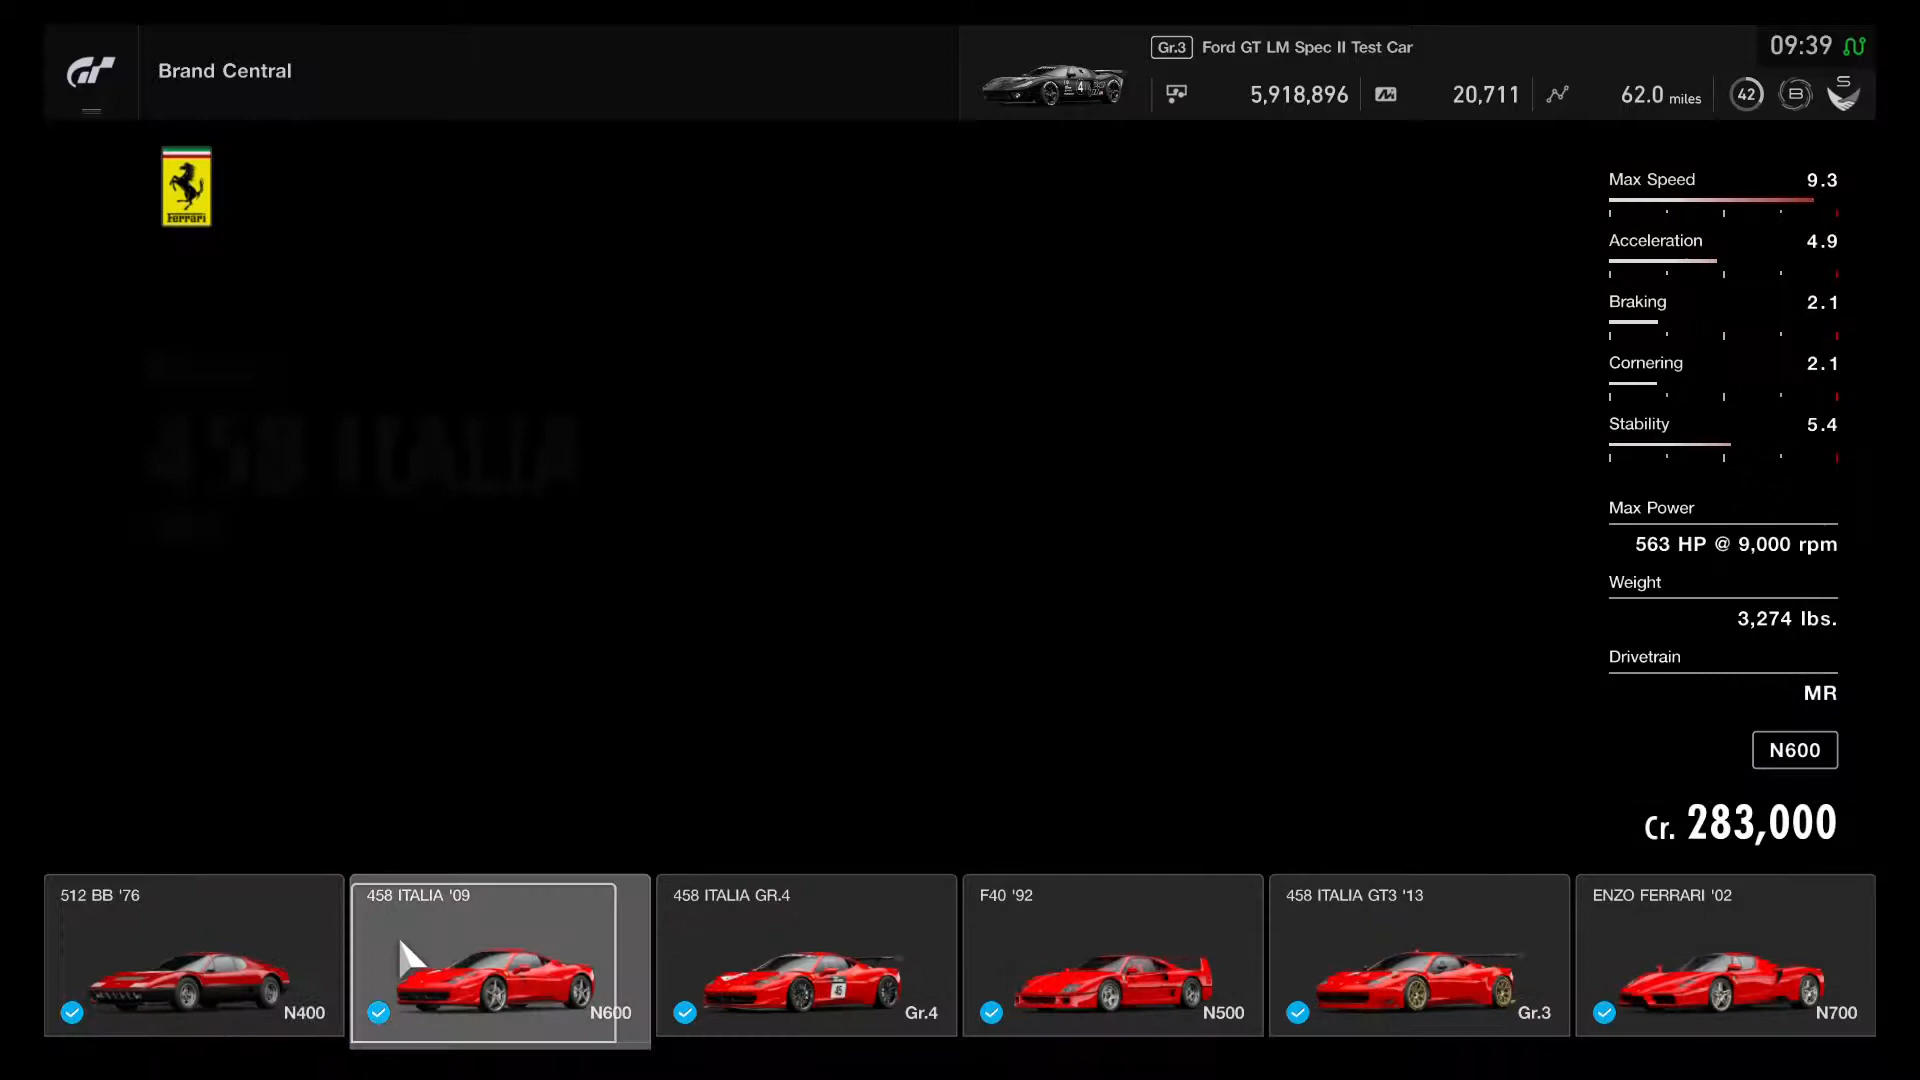 Brand Central
Gr.3 Ford GT LM Spec II Test Car
09:39
5,918,896
20,711
62.0 miles
42
B
S
Ferrari
458 ITALIA
Max Speed 9.3
Acceleration 4.9
Braking 2.1
Cornering 2.1
Stability 5.4
Max Power
563 HP @ 9,000 rpm
Weight
3,274 lbs.
Drivetrain
MR
N600
Cr. 283,000
512 BB '76
N400
458 ITALIA '09
N600
458 ITALIA GR.4
Gr.4
F40 '92
N500
458 ITALIA GT3 '13
Gr.3
ENZO FERRARI '02
N700